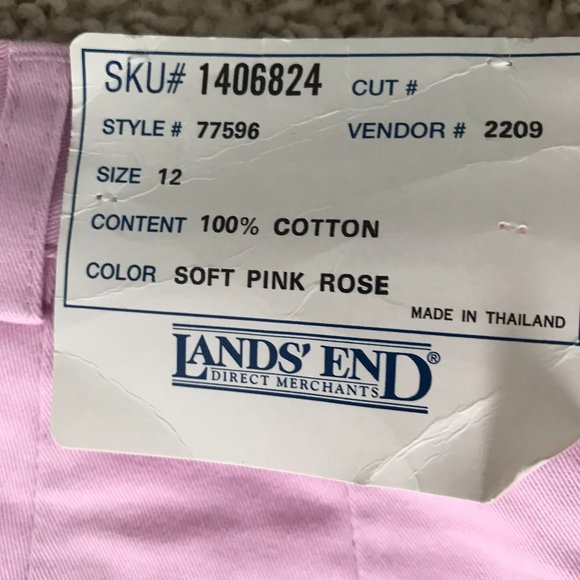 SKU# 1406824 CUT #
STYLE # 77596 VENDOR # 2209
SIZE 12
CONTENT 100% COTTON
COLOR SOFT PINK ROSE
MADE IN THAILAND
LANDS' END®
DIRECT MERCHANTS